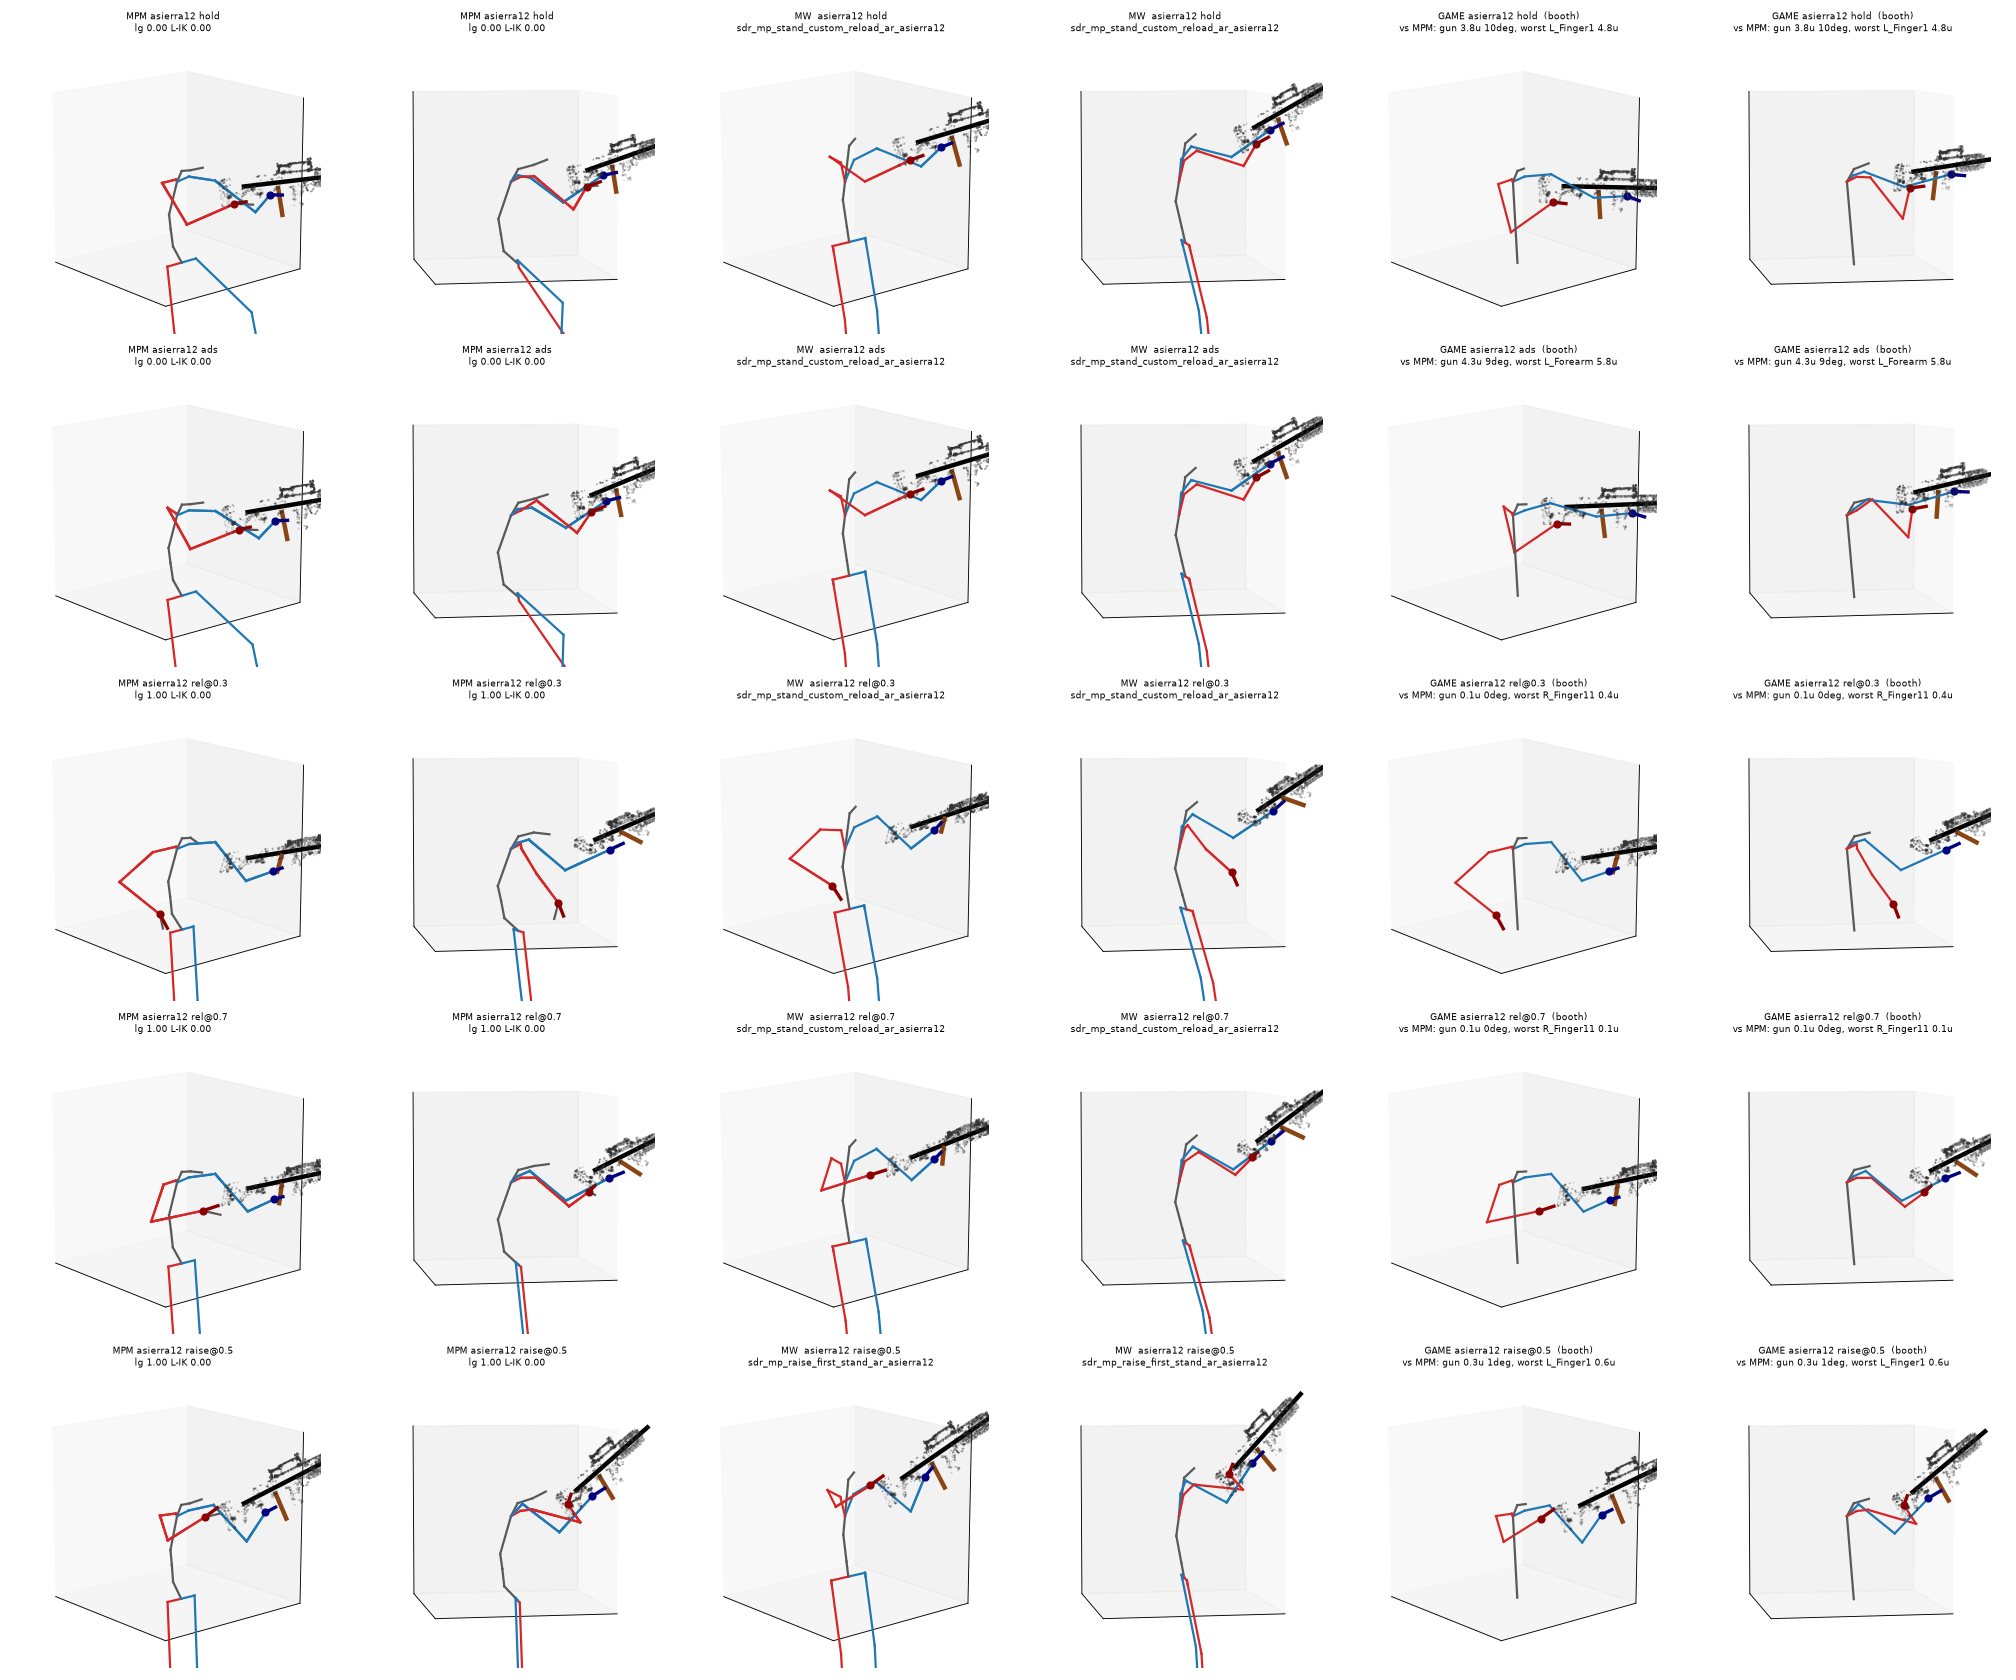 MPM asierra12 hold
lg 0.00 L-IK 0.00
MPM asierra12 hold
lg 0.00 L-IK 0.00
MW  asierra12 hold
sdr_mp_stand_custom_reload_ar_asierra12
MW  asierra12 hold
sdr_mp_stand_custom_reload_ar_asierra12
GAME asierra12 hold  (booth)
vs MPM: gun 3.8u 10deg, worst L_Finger1 4.8u
GAME asierra12 hold  (booth)
vs MPM: gun 3.8u 10deg, worst L_Finger1 4.8u
MPM asierra12 ads
lg 0.00 L-IK 0.00
MPM asierra12 ads
lg 0.00 L-IK 0.00
MW  asierra12 ads
sdr_mp_stand_custom_reload_ar_asierra12
MW  asierra12 ads
sdr_mp_stand_custom_reload_ar_asierra12
GAME asierra12 ads  (booth)
vs MPM: gun 4.3u 9deg, worst L_Forearm 5.8u
GAME asierra12 ads  (booth)
vs MPM: gun 4.3u 9deg, worst L_Forearm 5.8u
MPM asierra12 rel@0.3
lg 1.00 L-IK 0.00
MPM asierra12 rel@0.3
lg 1.00 L-IK 0.00
MW  asierra12 rel@0.3
sdr_mp_stand_custom_reload_ar_asierra12
MW  asierra12 rel@0.3
sdr_mp_stand_custom_reload_ar_asierra12
GAME asierra12 rel@0.3  (booth)
vs MPM: gun 0.1u 0deg, worst R_Finger11 0.4u
GAME asierra12 rel@0.3  (booth)
vs MPM: gun 0.1u 0deg, worst R_Finger11 0.4u
MPM asierra12 rel@0.7
lg 1.00 L-IK 0.00
MPM asierra12 rel@0.7
lg 1.00 L-IK 0.00
MW  asierra12 rel@0.7
sdr_mp_stand_custom_reload_ar_asierra12
MW  asierra12 rel@0.7
sdr_mp_stand_custom_reload_ar_asierra12
GAME asierra12 rel@0.7  (booth)
vs MPM: gun 0.1u 0deg, worst R_Finger11 0.1u
GAME asierra12 rel@0.7  (booth)
vs MPM: gun 0.1u 0deg, worst R_Finger11 0.1u
MPM asierra12 raise@0.5
lg 1.00 L-IK 0.00
MPM asierra12 raise@0.5
lg 1.00 L-IK 0.00
MW  asierra12 raise@0.5
sdr_mp_raise_first_stand_ar_asierra12
MW  asierra12 raise@0.5
sdr_mp_raise_first_stand_ar_asierra12
GAME asierra12 raise@0.5  (booth)
vs MPM: gun 0.3u 1deg, worst L_Finger1 0.6u
GAME asierra12 raise@0.5  (booth)
vs MPM: gun 0.3u 1deg, worst L_Finger1 0.6u